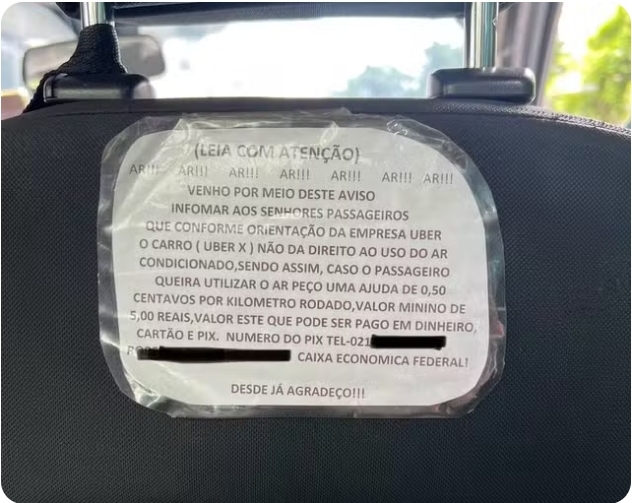 (LEIA COM ATENÇÃO)
AR!!! AR!!! AR!!! AR!!! AR!!! AR!!! AR!!!
VENHO POR MEIO DESTE AVISO
INFOMAR AOS SENHORES PASSAGEIROS
QUE CONFORME ORIENTAÇÃO DA EMPRESA UBER
O CARRO ( UBER X ) NÃO DA DIREITO AO USO DO AR
CONDICIONADO,SENDO ASSIM, CASO O PASSAGEIRO
QUEIRA UTILIZAR O AR PEÇO UMA AJUDA DE 0,50
CENTAVOS POR KILOMETRO RODADO,VALOR MININO DE
5,00 REAIS,VALOR ESTE QUE PODE SER PAGO EM DINHEIRO,
CARTÃO E PIX. NUMERO DO PIX TEL-021
CAIXA ECONOMICA FEDERAL!
DESDE JÁ AGRADEÇO!!!